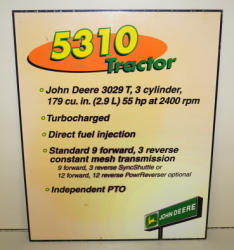 5310
Tractor
John Deere 3029 T, 3 cylinder,
179 cu. in. (2.9 L) 55 hp at 2400 rpm
Turbocharged
Direct fuel injection
Standard 9 forward, 3 reverse
constant mesh transmission
9 forward, 3 reverse SyncShuttle or
12 forward, 12 reverse PowrReverser optional
Independent PTO
JOHN DEERE